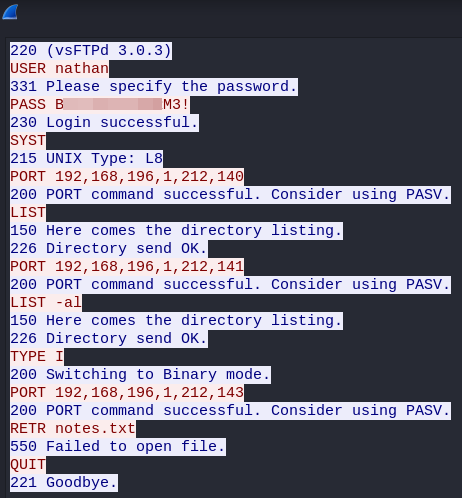 220 (vsFTPd 3.0.3)
USER nathan
331 Please specify the password.
PASS B M3!
230 Login successful.
SYST
215 UNIX Type: L8
PORT 192,168,196,1,212,140
200 PORT command successful. Consider using PASV.
LIST
150 Here comes the directory listing.
226 Directory send OK.
PORT 192,168,196,1,212,141
200 PORT command successful. Consider using PASV.
LIST -al
150 Here comes the directory listing.
226 Directory send OK.
TYPE I
200 Switching to Binary mode.
PORT 192,168,196,1,212,143
200 PORT command successful. Consider using PASV.
RETR notes.txt
550 Failed to open file.
QUIT
221 Goodbye.